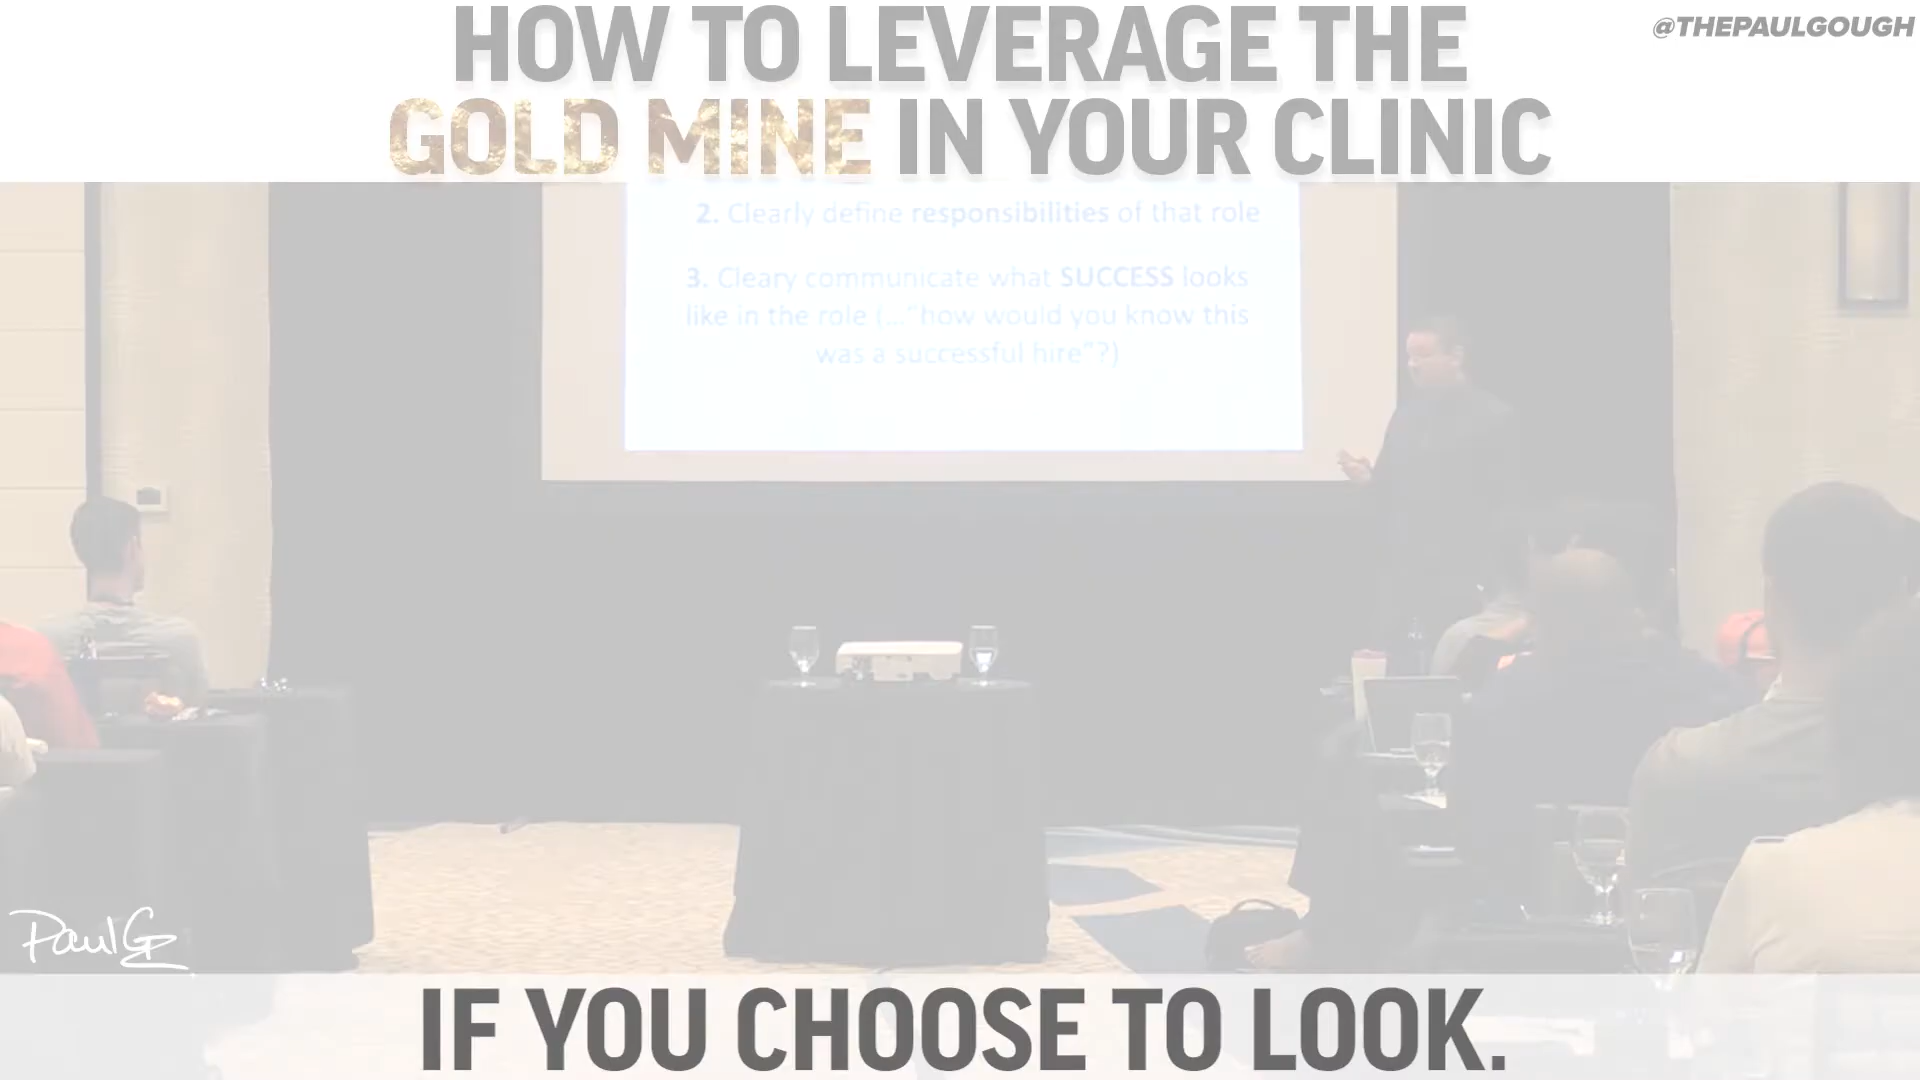 HOW TO LEVERAGE THE
@THEPAULGOUGH
GOLD MINE IN YOUR CLINIC
2. Clearly define responsibilities of that role
3. Cleary communicate what SUCCESS looks
like in the role (..."how would you know this
was a successful hire"?)
PaulG
IF YOU CHOOSE TO LOOK.